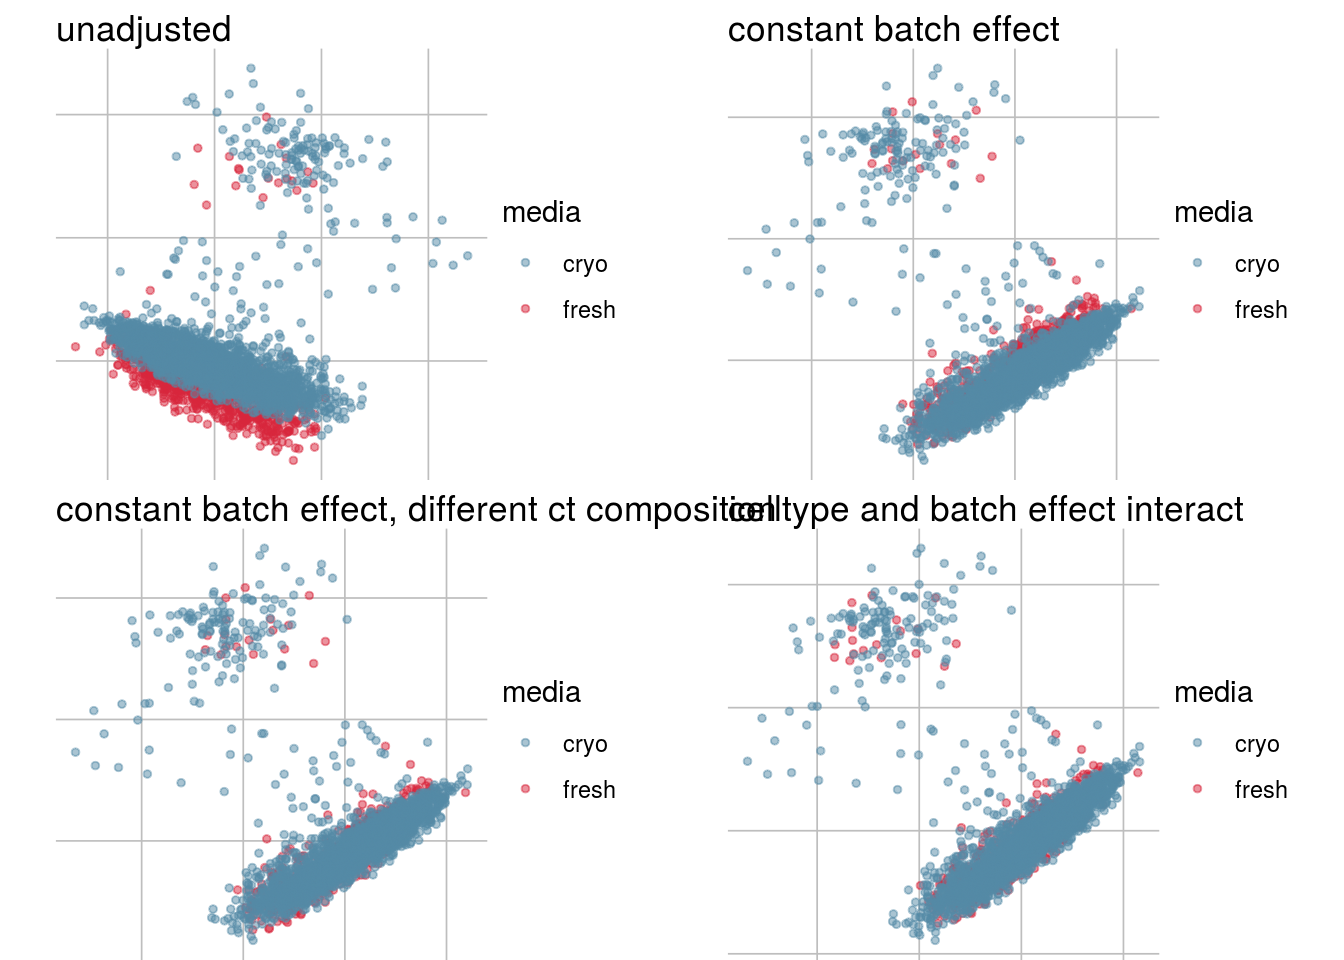 unadjusted
media
cryo
fresh
constant batch effect
media
cryo
fresh
constant batch effect, different ct composition
media
cryo
fresh
celltype and batch effect interact
media
cryo
fresh